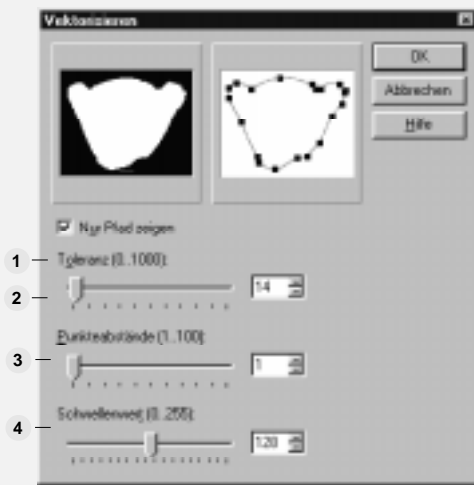 Vektorisieren
OK
Abbrechen
Hilfe
Nur Pfad zeigen
1
Toleranz (0..1000):
2
14
Punkteabstände (1..100):
3
1
Schwellenwert (0..255):
4
128